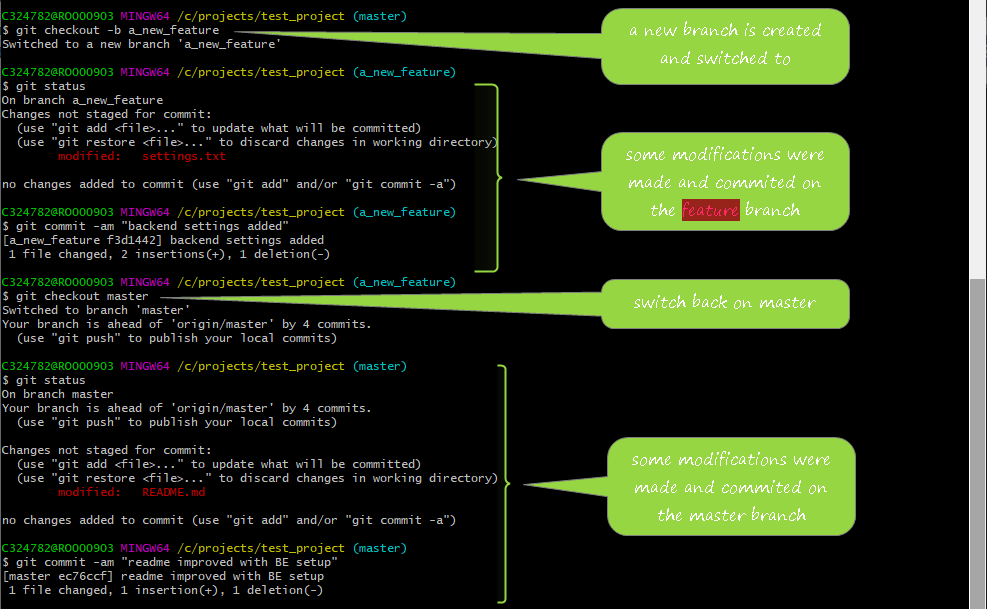 C324782@RO000903 MINGW64 /c/projects/test_project (master)
$ git checkout -b a_new_feature
Switched to a new branch 'a_new_feature'
a new branch is created
and switched to
C324782@RO000903 MINGW64 /c/projects/test_project (a_new_feature)
$ git status
On branch a_new_feature
Changes not staged for commit:
(use "git add <file>..." to update what will be committed)
(use "git restore <file>..." to discard changes in working directory)
modified: settings.txt
no changes added to commit (use "git add" and/or "git commit -a")
C324782@RO000903 MINGW64 /c/projects/test_project (a_new_feature)
$ git commit -am "backend settings added"
[a_new_feature f3d1442] backend settings added
1 file changed, 2 insertions(+), 1 deletion(-)
some modifications were
made and commited on
the feature branch
C324782@RO000903 MINGW64 /c/projects/test_project (a_new_feature)
$ git checkout master
Switched to branch 'master'
Your branch is ahead of 'origin/master' by 4 commits.
(use "git push" to publish your local commits)
switch back on master
C324782@RO000903 MINGW64 /c/projects/test_project (master)
$ git status
On branch master
Your branch is ahead of 'origin/master' by 4 commits.
(use "git push" to publish your local commits)
Changes not staged for commit:
(use "git add <file>..." to update what will be committed)
(use "git restore <file>..." to discard changes in working directory)
modified: README.md
no changes added to commit (use "git add" and/or "git commit -a")
C324782@RO000903 MINGW64 /c/projects/test_project (master)
$ git commit -am "readme improved with BE setup"
[master ec76ccf] readme improved with BE setup
1 file changed, 1 insertion(+), 1 deletion(-)
some modifications were
made and commited on
the master branch